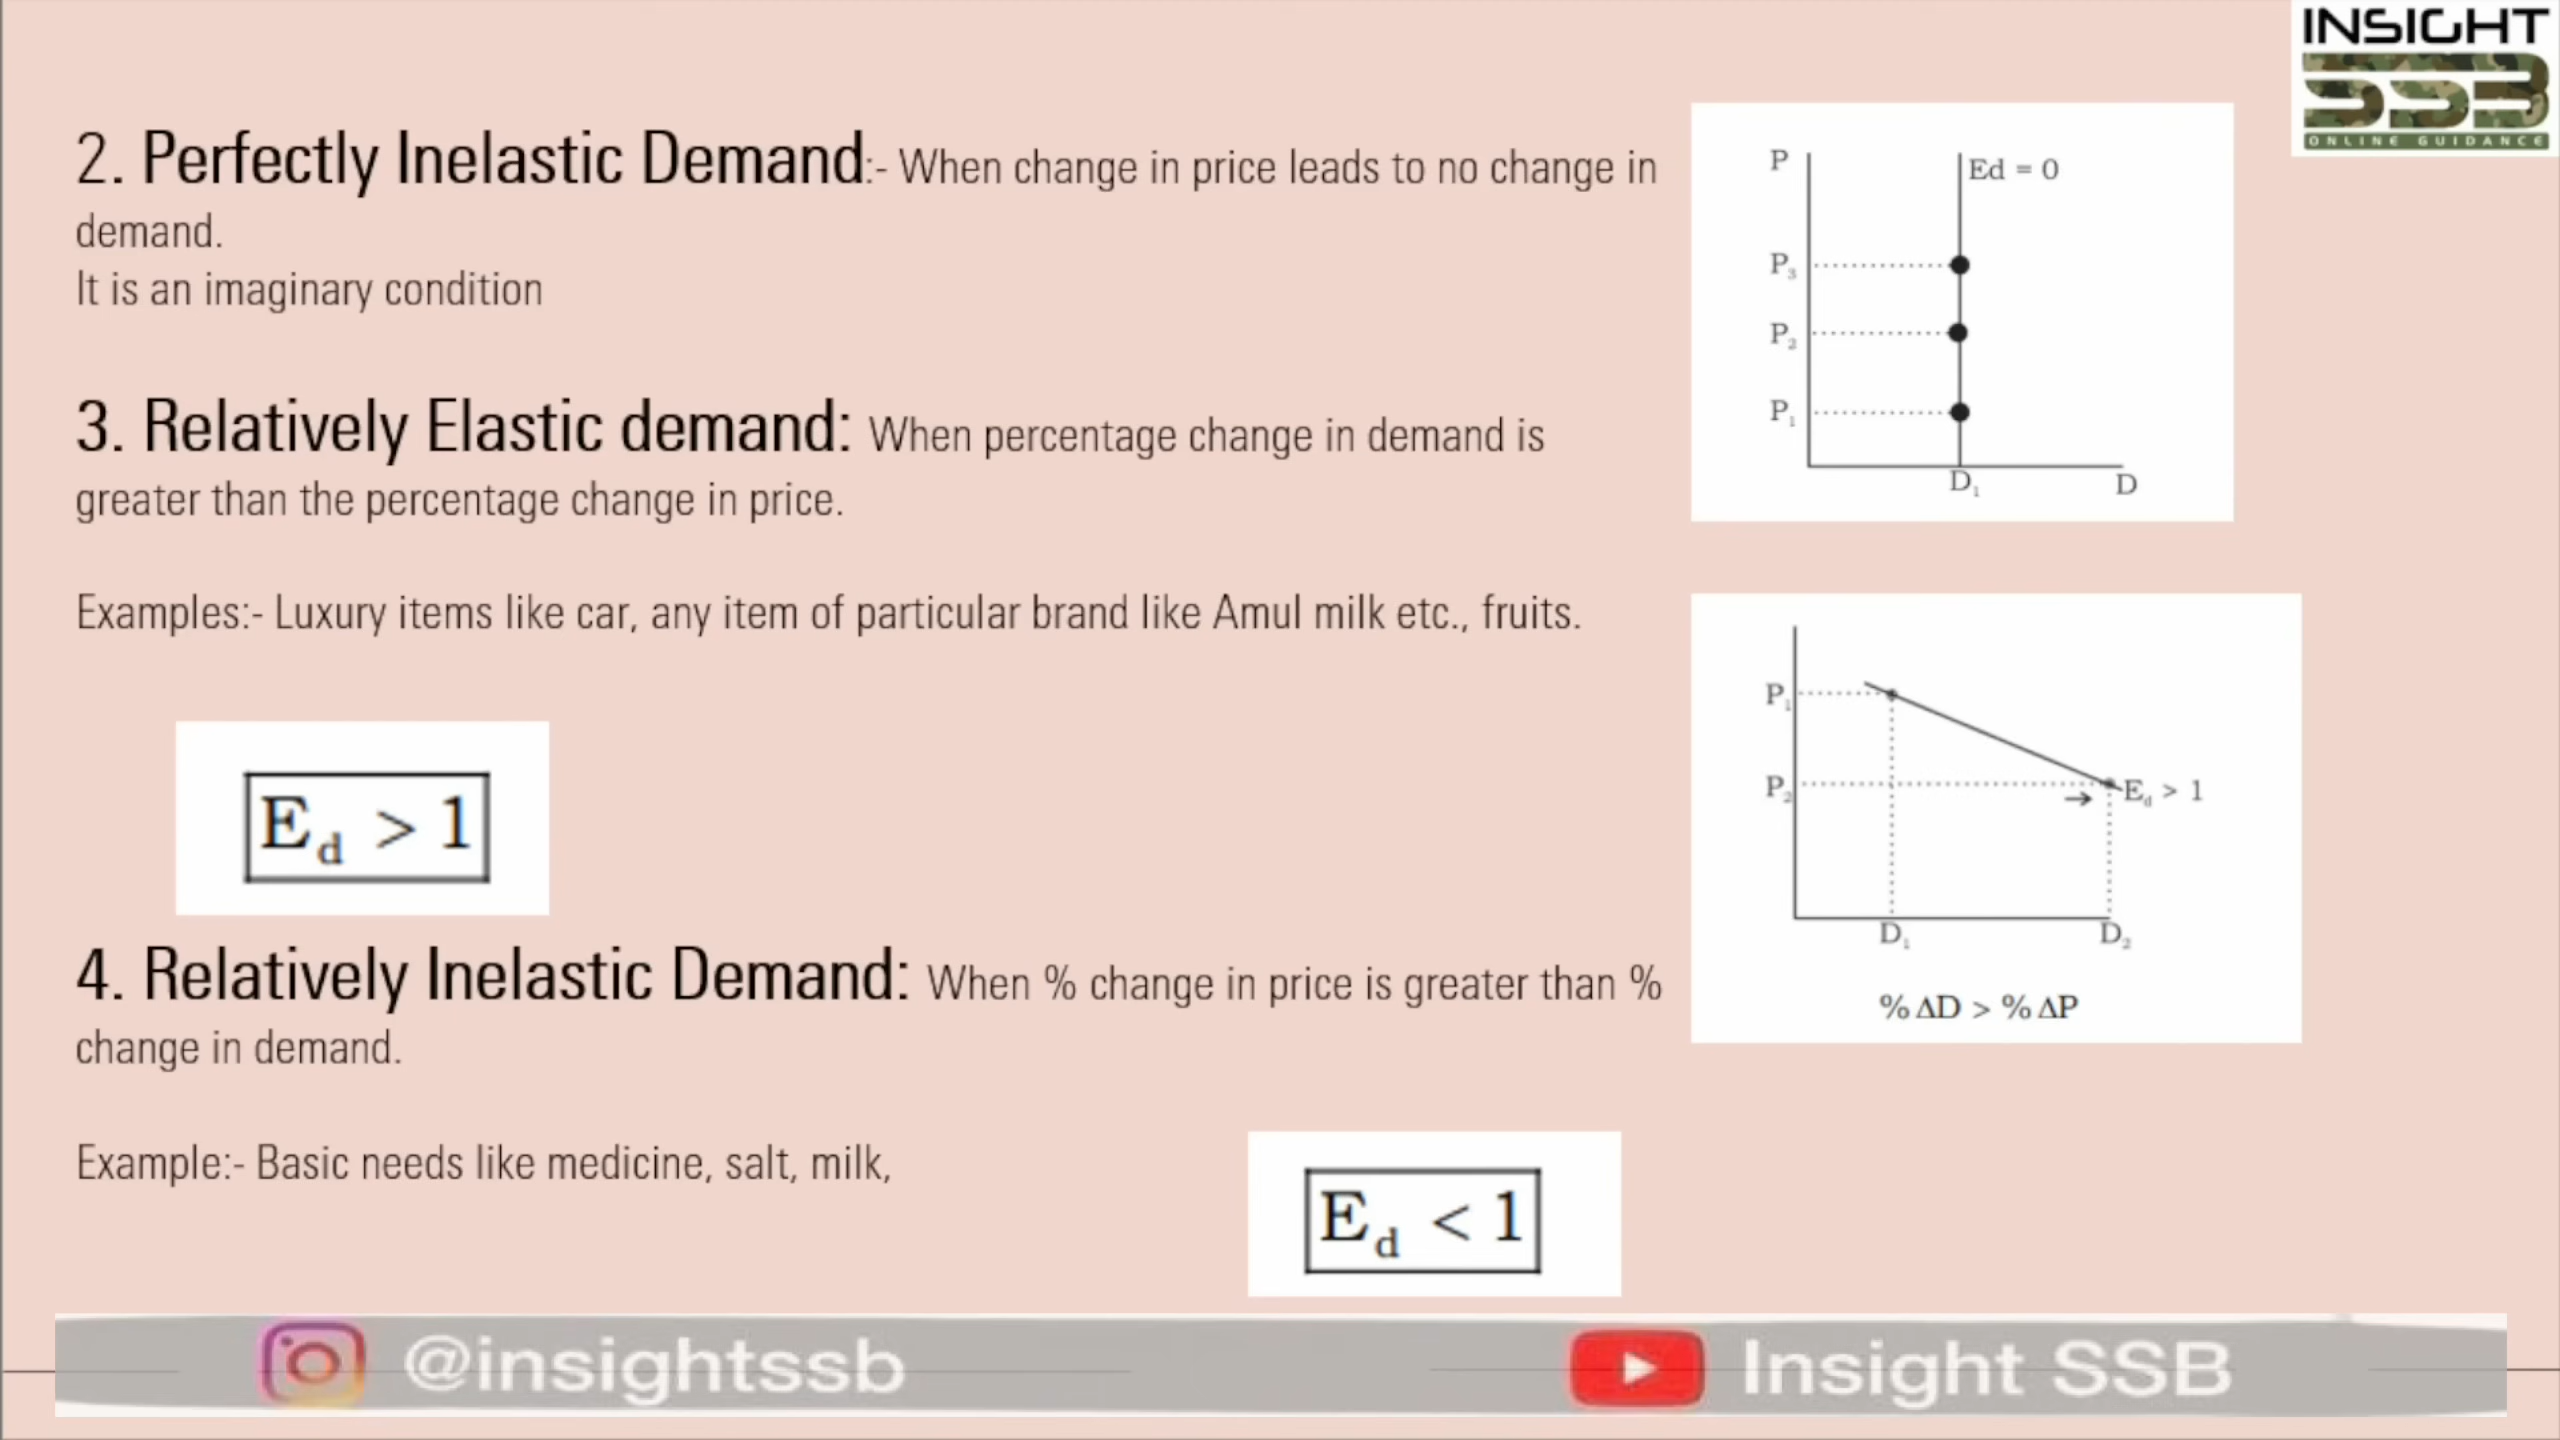 INSIGHT
SSB
ONLINE GUIDANCE
2. Perfectly Inelastic Demand:- When change in price leads to no change in
demand.
It is an imaginary condition
P
Ed = 0
P₃
P₂
P₁
D₁ D
3. Relatively Elastic demand: When percentage change in demand is
greater than the percentage change in price.
Examples:- Luxury items like car, any item of particular brand like Amul milk etc., fruits.
E_d > 1
P₁
P₂ → E_d > 1
D₁ D₂
% ΔD > % ΔP
4. Relatively Inelastic Demand: When % change in price is greater than %
change in demand.
Example:- Basic needs like medicine, salt, milk,
E_d < 1
@insightssb Insight SSB